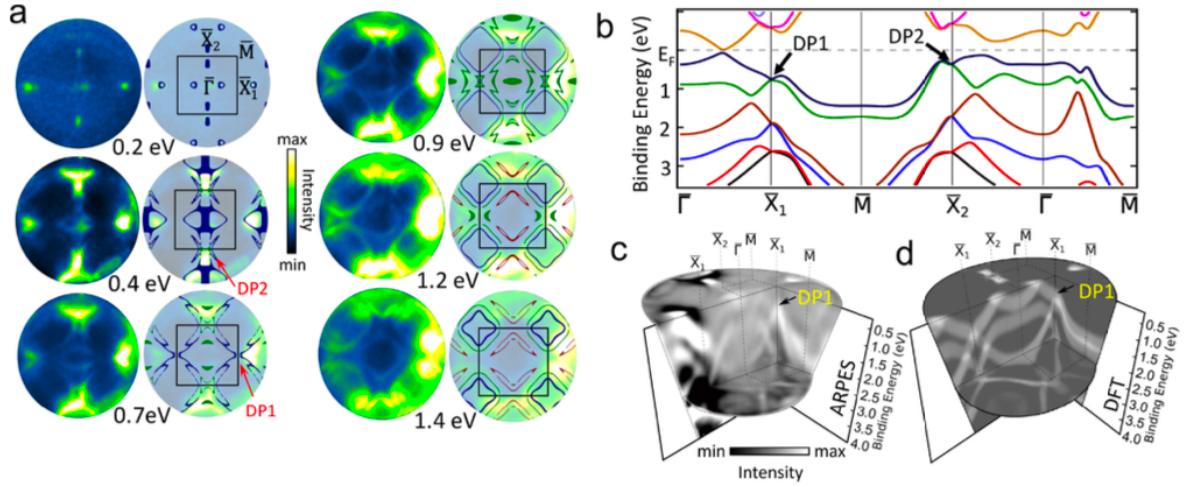 a
X̅₂
M̅
Γ̅
X̅₁
0.2 eV
max
Intensity
min
0.4 eV
DP2
0.7eV
DP1
0.9 eV
1.2 eV
1.4 eV
b
Binding Energy (eV)
E_F
1
2
3
DP1
DP2
Γ̅ X̅₁ M̅ X̅₂ Γ̅ M̅
c
X̅₁ X̅₂ Γ̅ M̅ X̅₁ M̅
DP1
0.5
1.0
1.5
2.0
2.5
3.0
3.5
4.0
Binding Energy (eV)
ARPES
min max
Intensity
d
X̅₁ X̅₂ Γ̅ M̅ X̅₁ M̅
DP1
0.5
1.0
1.5
2.0
2.5
3.0
3.5
4.0
Binding Energy (eV)
DFT